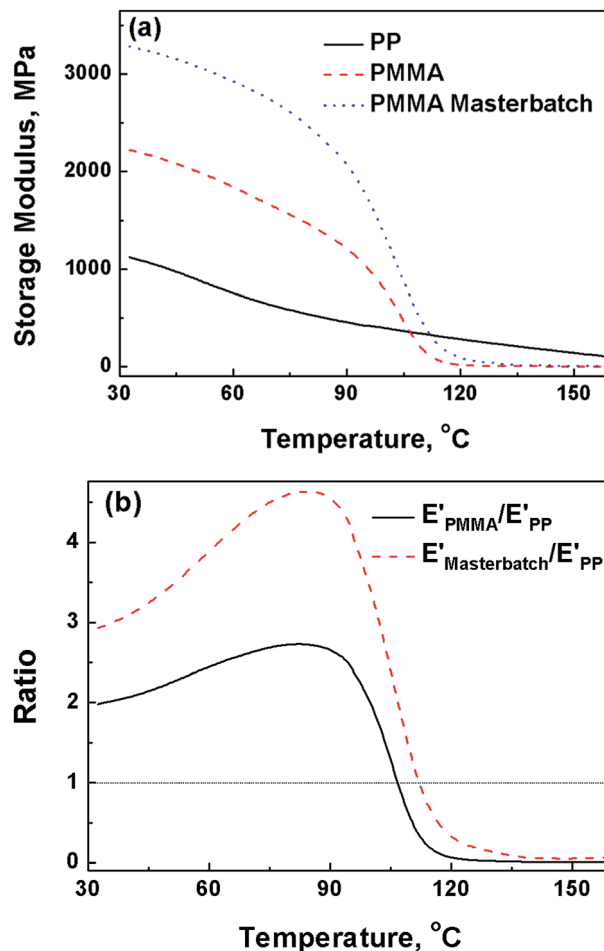 (a)
PP
PMMA
PMMA Masterbatch
Storage Modulus, MPa
3000
2000
1000
0
30 60 90 120 150
Temperature, °C
(b)
E'PMMA/E'PP
E'Masterbatch/E'PP
Ratio
4
3
2
1
0
30 60 90 120 150
Temperature, °C